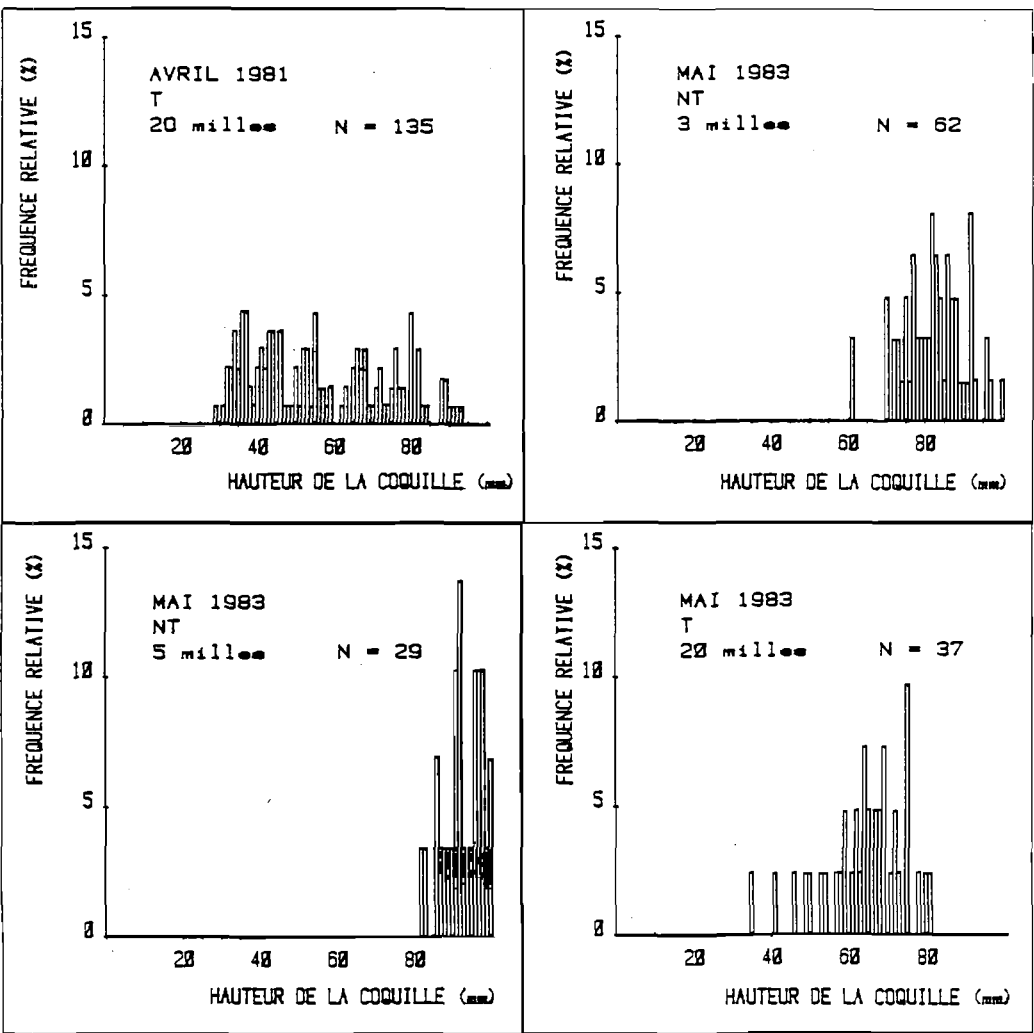 FREQUENCE RELATIVE (%)
15
10
5
0
AVRIL 1981
T
20 milles N = 135
20 40 60 80
HAUTEUR DE LA COQUILLE (mm)
FREQUENCE RELATIVE (%)
15
10
5
0
MAI 1983
NT
3 milles N = 62
20 40 60 80
HAUTEUR DE LA COQUILLE (mm)
FREQUENCE RELATIVE (%)
15
10
5
0
MAI 1983
NT
5 milles N = 29
20 40 60 80
HAUTEUR DE LA COQUILLE (mm)
FREQUENCE RELATIVE (%)
15
10
5
0
MAI 1983
T
20 milles N = 37
20 40 60 80
HAUTEUR DE LA COQUILLE (mm)